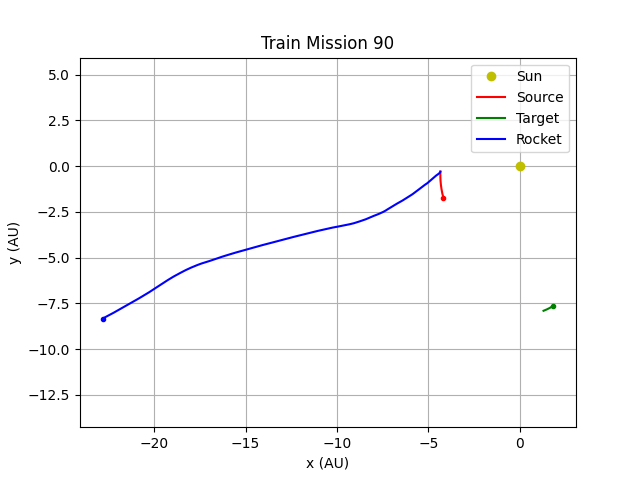 Train Mission 90
Sun
Source
Target
Rocket
5.0
2.5
0.0
−2.5
−5.0
−7.5
−10.0
−12.5
y (AU)
−20
−15
−10
−5
0
x (AU)